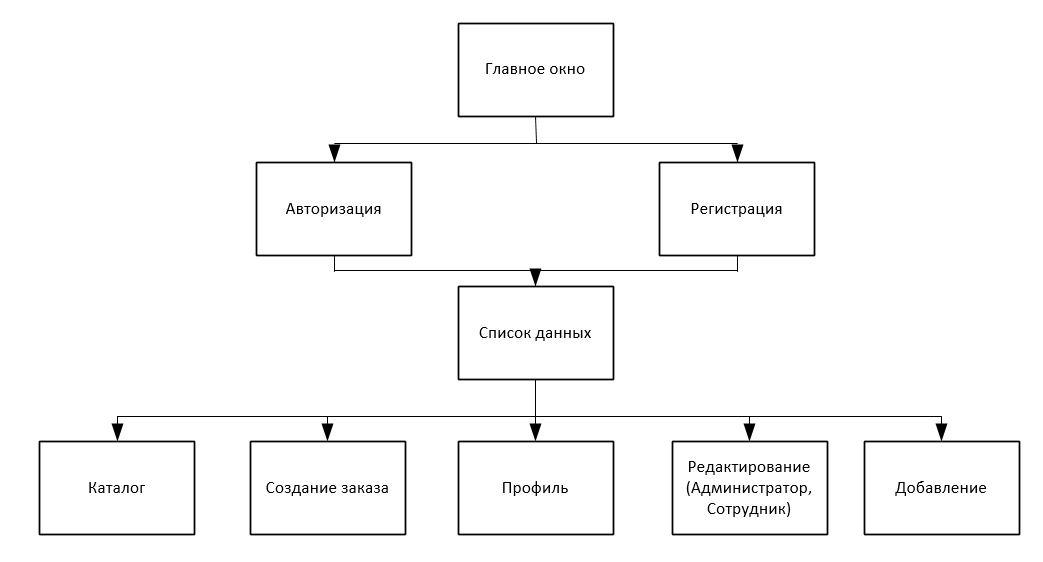 Главное окно
Авторизация
Регистрация
Список данных
Каталог
Создание заказа
Профиль
Редактирование
(Администратор,
Сотрудник)
Добавление